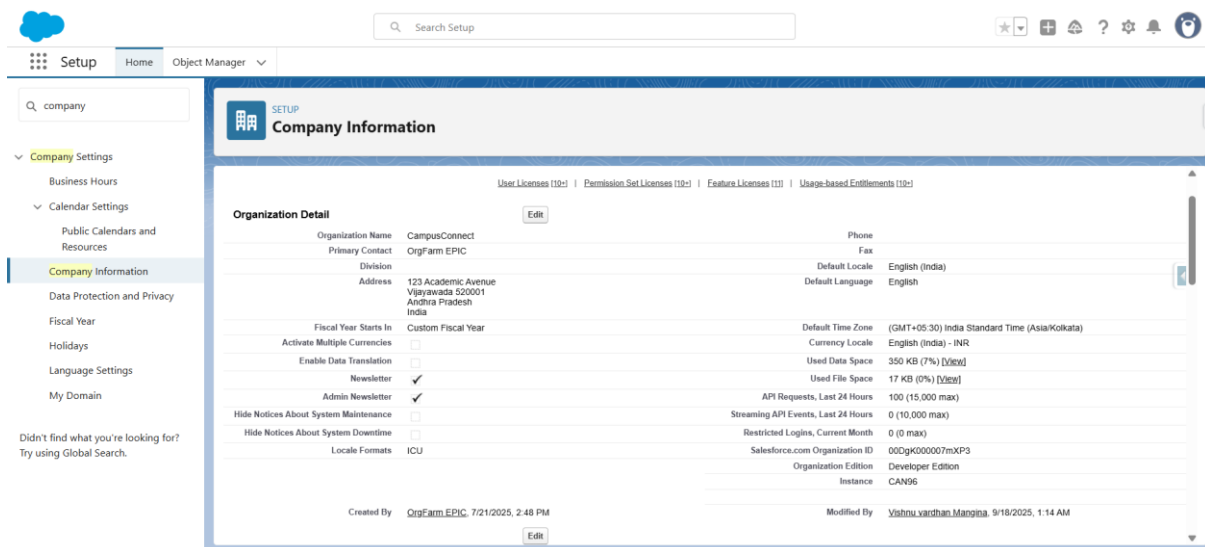 Search Setup
Setup
Home
Object Manager
company
Company Settings
Business Hours
Calendar Settings
Public Calendars and
Resources
Company Information
Data Protection and Privacy
Fiscal Year
Holidays
Language Settings
My Domain
Didn't find what you're looking for?
Try using Global Search.
SETUP
Company Information
User Licenses [10+] | Permission Set Licenses [10+] | Feature Licenses [11] | Usage-based Entitlements [10+]
Organization Detail Edit
Organization Name CampusConnect Phone
Primary Contact OrgFarm EPIC Fax
Division Default Locale English (India)
Address 123 Academic Avenue Default Language English
Vijayawada 520001
Andhra Pradesh
India
Fiscal Year Starts In Custom Fiscal Year Default Time Zone (GMT+05:30) India Standard Time (Asia/Kolkata)
Activate Multiple Currencies Currency Locale English (India) - INR
Enable Data Translation Used Data Space 350 KB (7%) [View]
Newsletter Used File Space 17 KB (0%) [View]
Admin Newsletter API Requests, Last 24 Hours 100 (15,000 max)
Hide Notices About System Maintenance Streaming API Events, Last 24 Hours 0 (10,000 max)
Hide Notices About System Downtime Restricted Logins, Current Month 0 (0 max)
Locale Formats ICU Salesforce.com Organization ID 00DgK000007mXP3
Organization Edition Developer Edition
Instance CAN96
Created By OrgFarm EPIC, 7/21/2025, 2:48 PM Modified By Vishnu vardhan Mangina, 9/18/2025, 1:14 AM
Edit